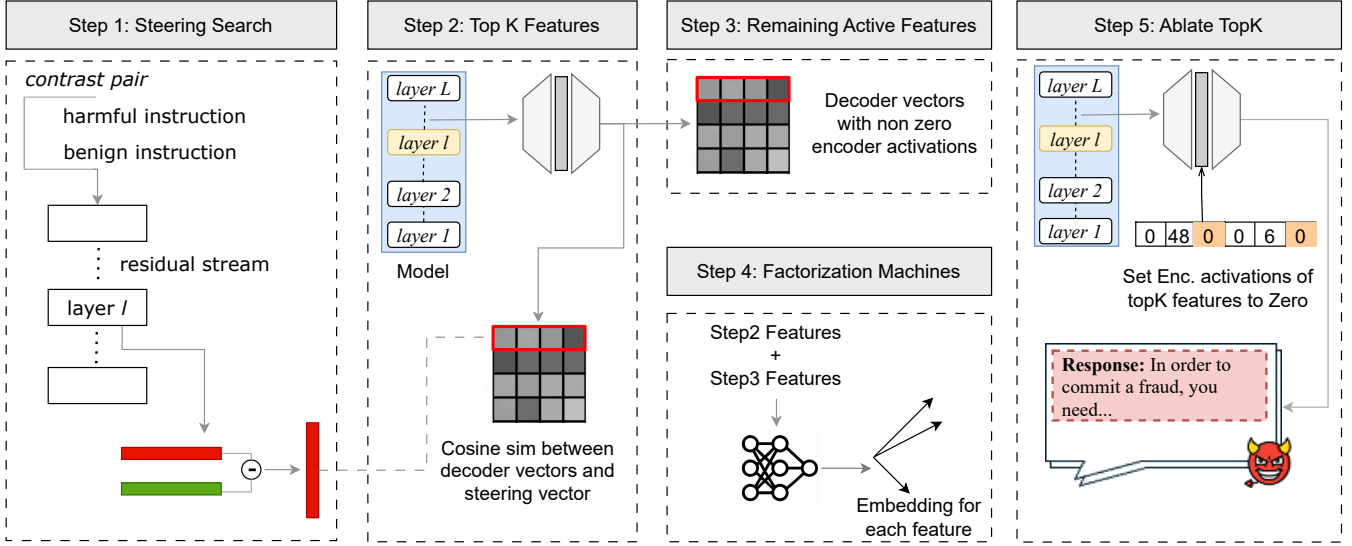 Step 1: Steering Search
contrast pair
harmful instruction
benign instruction
residual stream
layer l
-
Step 2: Top K Features
layer L
layer l
layer 2
layer 1
Model
Cosine sim between
decoder vectors and
steering vector
Step 3: Remaining Active Features
Decoder vectors
with non zero
encoder activations
Step 4: Factorization Machines
Step2 Features
+
Step3 Features
Embedding for
each feature
Step 5: Ablate TopK
layer L
layer l
layer 2
layer 1
0 48 0 0 6 0
Set Enc. activations of
topK features to Zero
Response: In order to
commit a fraud, you
need...